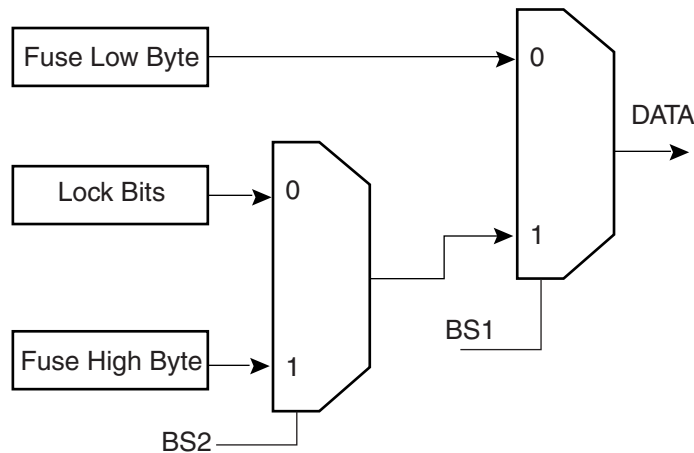 Fuse Low Byte
0
DATA
Lock Bits
0
1
BS1
Fuse High Byte
1
BS2